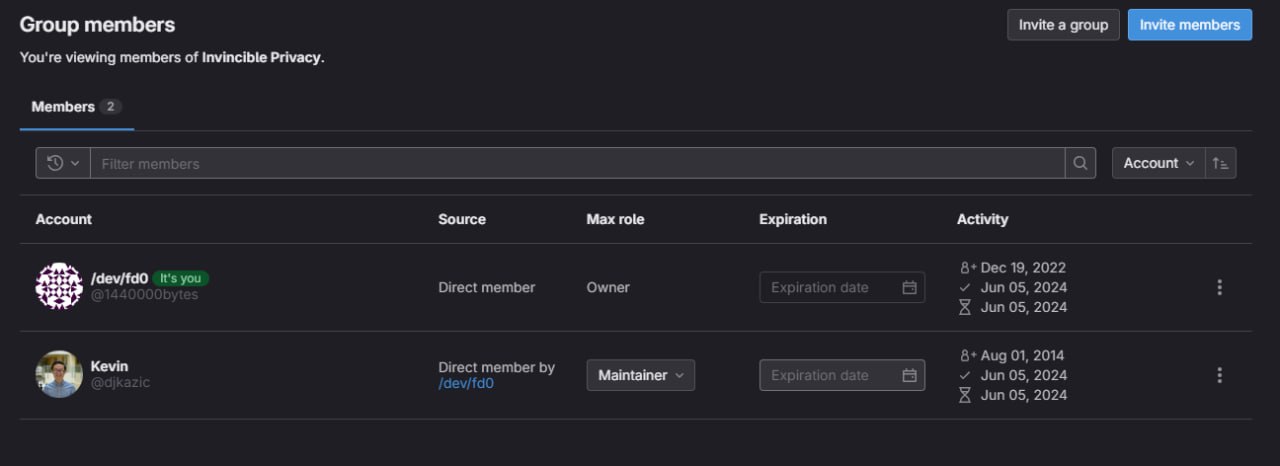 Group members
Invite a group
Invite members
You're viewing members of Invincible Privacy.
Members 2
Filter members
Account
Account Source Max role Expiration Activity
/dev/fd0 It's you
@1440000bytes
Direct member
Owner
Expiration date
Dec 19, 2022
Jun 05, 2024
Jun 05, 2024
Kevin
@djkazic
Direct member by
/dev/fd0
Maintainer
Expiration date
Aug 01, 2014
Jun 05, 2024
Jun 05, 2024